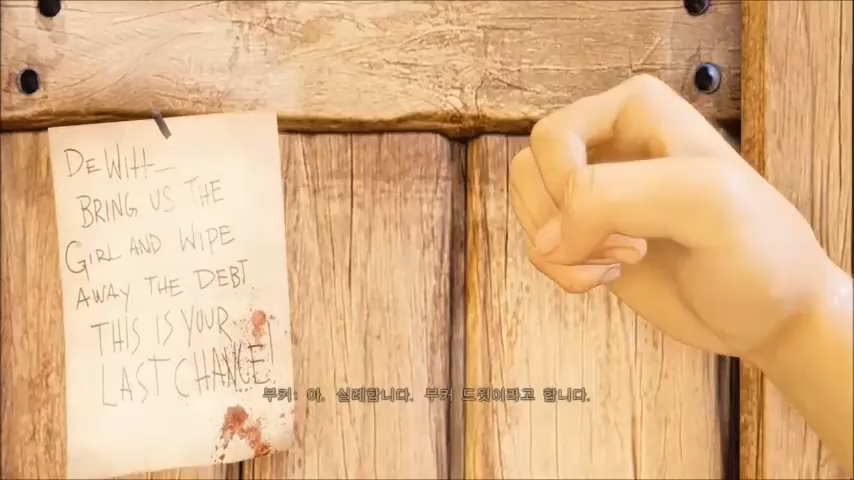 DEWITT—
BRING US THE
GIRL AND WIPE
AWAY THE DEBT
THIS IS YOUR
LAST CHANCE!
부커: 아. 실례합니다. 부커 드윗이라고 합니다.